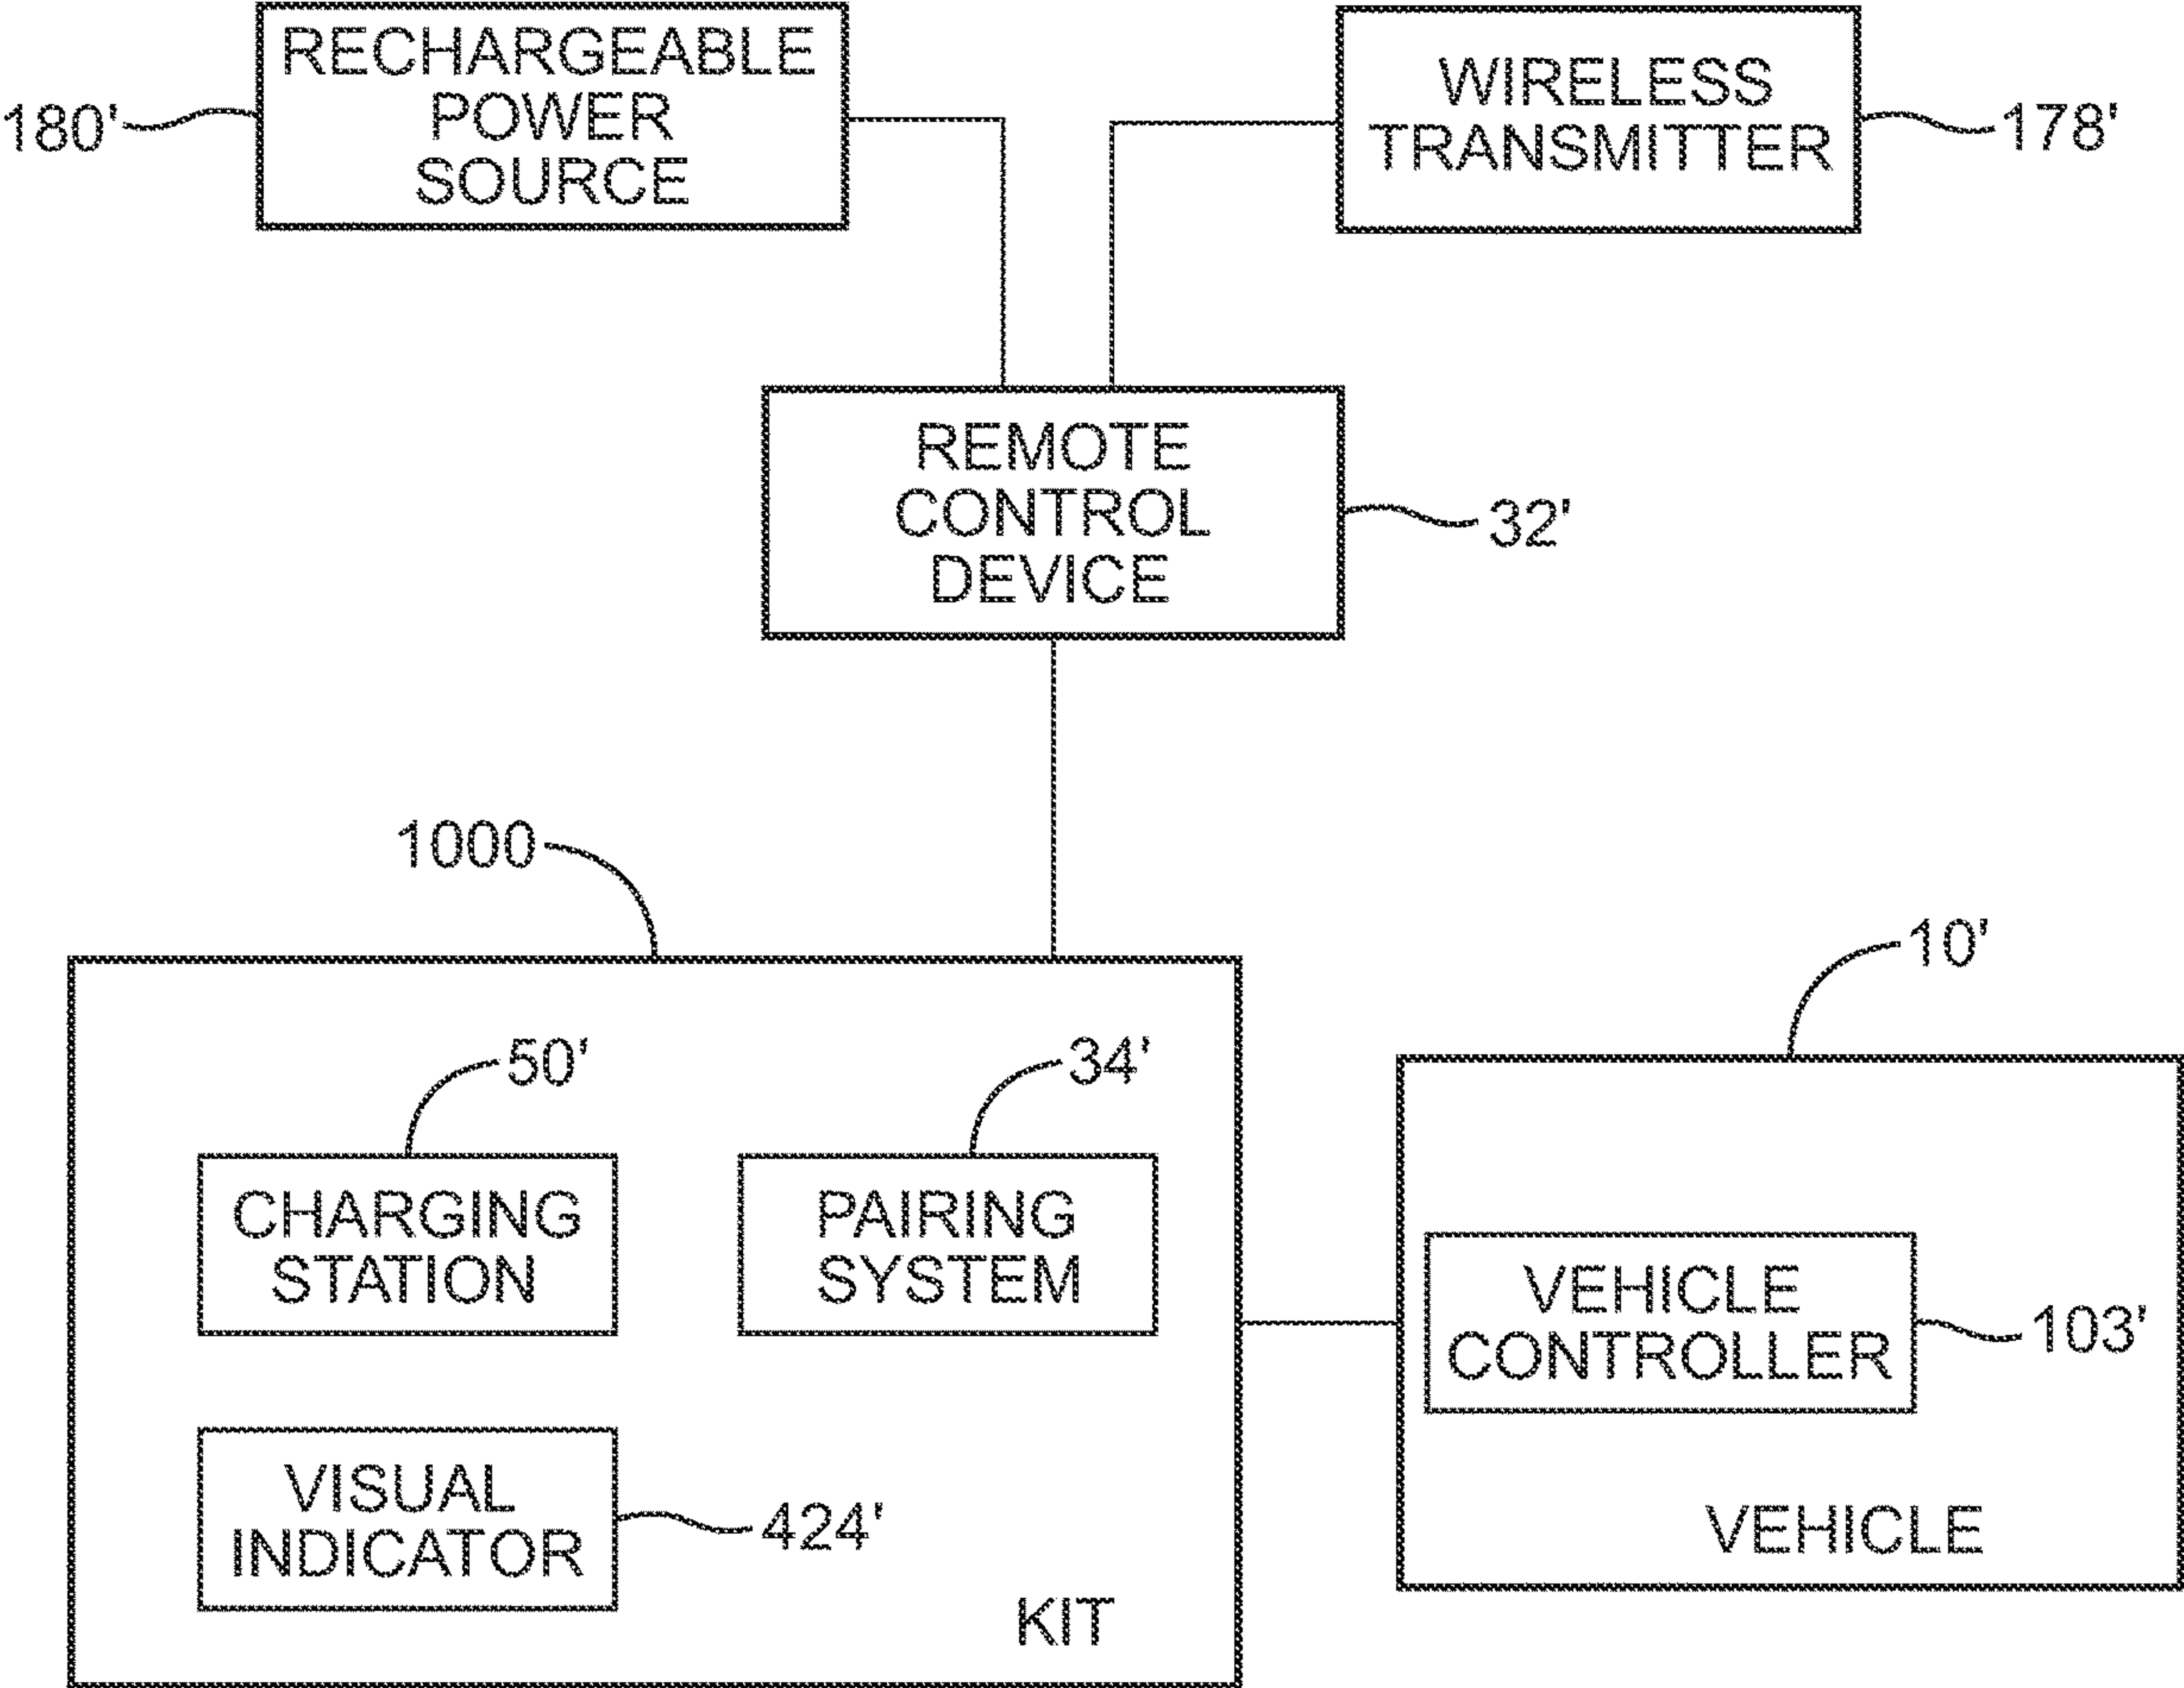 RECHARGEABLE
POWER
SOURCE
180'
WIRELESS
TRANSMITTER
178'
REMOTE
CONTROL
DEVICE
32'
1000
10'
50'
34'
CHARGING
STATION
PAIRING
SYSTEM
VEHICLE
CONTROLLER
103'
VISUAL
INDICATOR
424'
VEHICLE
KIT